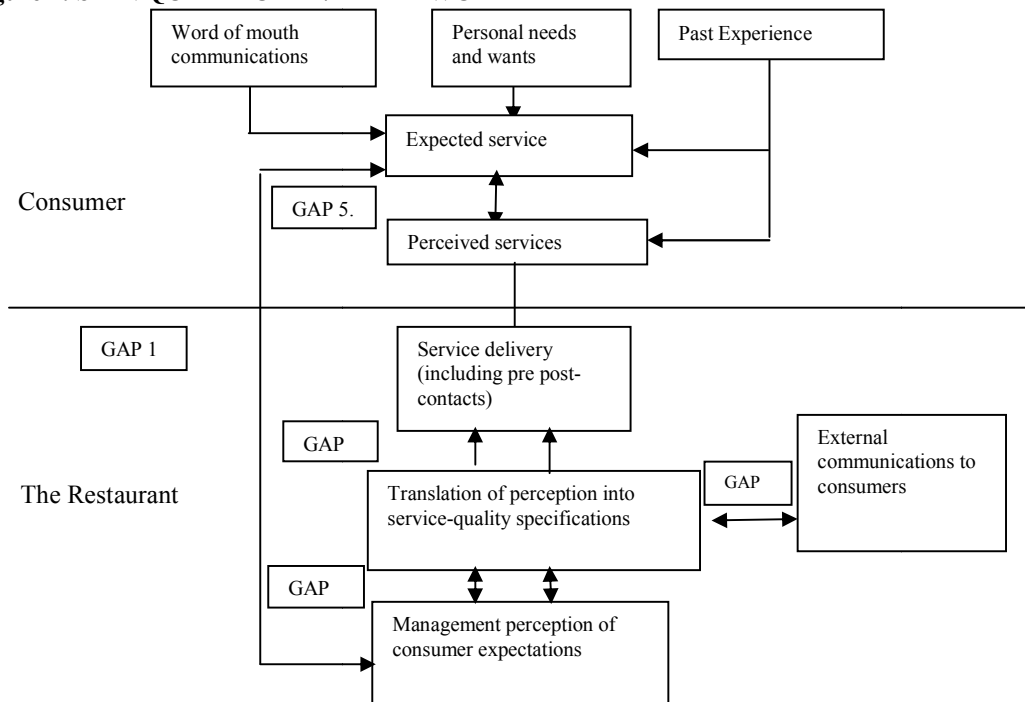 Word of mouth
communications
Personal needs
and wants
Past Experience
Expected service
Consumer
GAP 5.
Perceived services
GAP 1
Service delivery
(including pre post-
contacts)
GAP
External
communications to
consumers
The Restaurant
Translation of perception into
service-quality specifications
GAP
GAP
Management perception of
consumer expectations